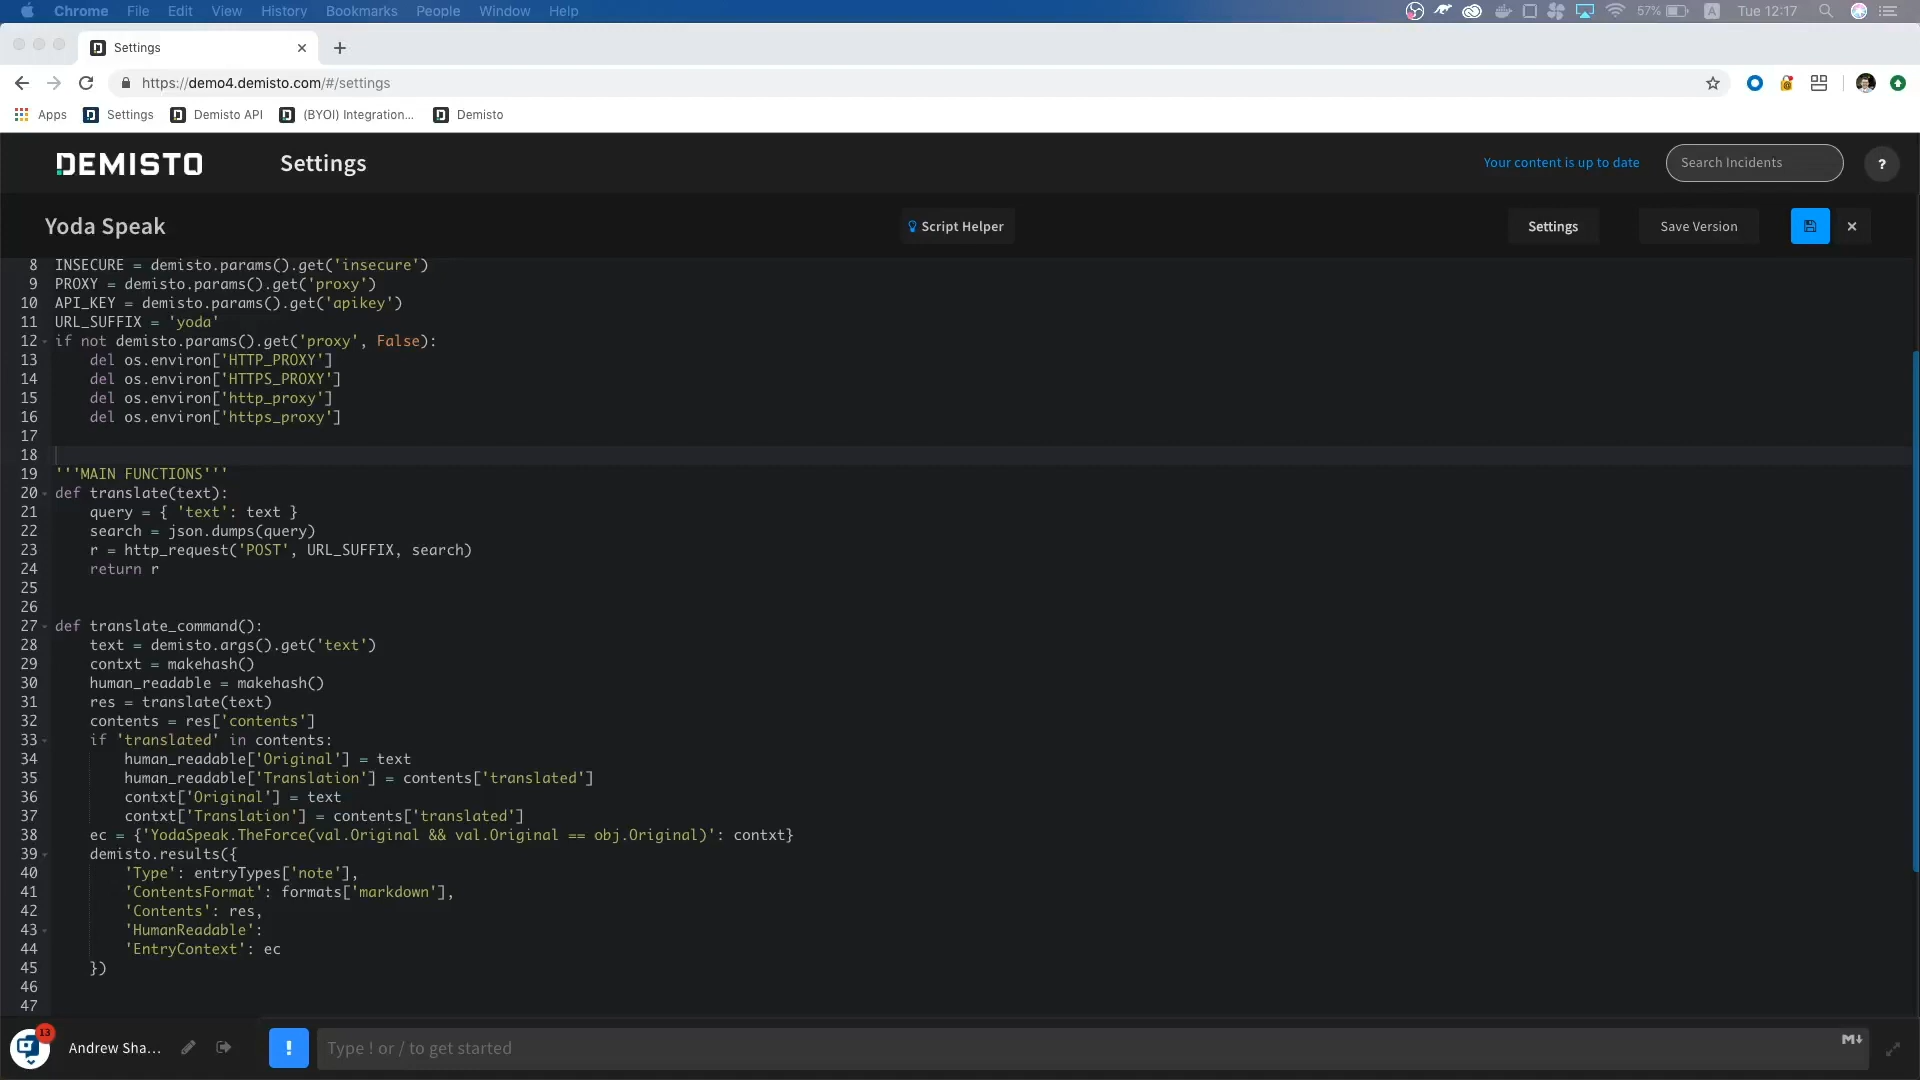 Chrome File Edit View History Bookmarks People Window Help 57% A Tue 12:17
Settings
https://demo4.demisto.com/#/settings
Apps Settings Demisto API (BYOI) Integration... Demisto
DEMISTO Settings Your content is up to date Search Incidents ?
Yoda Speak Script Helper Settings Save Version
8 INSECURE = demisto.params().get('insecure')
9 PROXY = demisto.params().get('proxy')
10 API_KEY = demisto.params().get('apikey')
11 URL_SUFFIX = 'yoda'
12 if not demisto.params().get('proxy', False):
13     del os.environ['HTTP_PROXY']
14     del os.environ['HTTPS_PROXY']
15     del os.environ['http_proxy']
16     del os.environ['https_proxy']
17
18
19 '''MAIN FUNCTIONS'''
20 def translate(text):
21     query = { 'text': text }
22     search = json.dumps(query)
23     r = http_request('POST', URL_SUFFIX, search)
24     return r
25
26
27 def translate_command():
28     text = demisto.args().get('text')
29     contxt = makehash()
30     human_readable = makehash()
31     res = translate(text)
32     contents = res['contents']
33     if 'translated' in contents:
34         human_readable['Original'] = text
35         human_readable['Translation'] = contents['translated']
36         contxt['Original'] = text
37         contxt['Translation'] = contents['translated']
38     ec = {'YodaSpeak.TheForce(val.Original && val.Original == obj.Original)': contxt}
39     demisto.results({
40         'Type': entryTypes['note'],
41         'ContentsFormat': formats['markdown'],
42         'Contents': res,
43         'HumanReadable':
44         'EntryContext': ec
45     })
46
47
13 Andrew Sha... ! Type ! or / to get started M↓